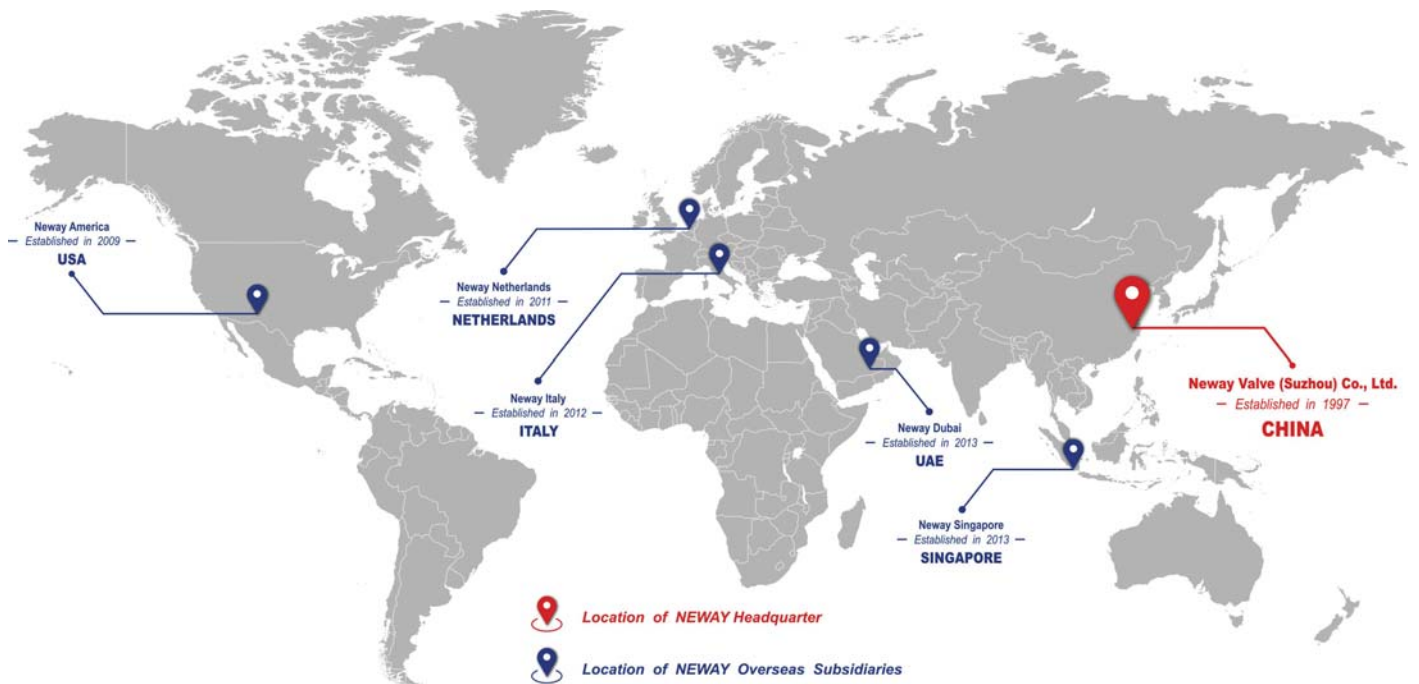 Neway America
Established in 2009
USA
Neway Netherlands
Established in 2011
NETHERLANDS
Neway Italy
Established in 2012
ITALY
Neway Dubai
Established in 2013
UAE
Neway Singapore
Established in 2013
SINGAPORE
Neway Valve (Suzhou) Co., Ltd.
Established in 1997
CHINA
Location of NEWAY Headquarter
Location of NEWAY Overseas Subsidiaries